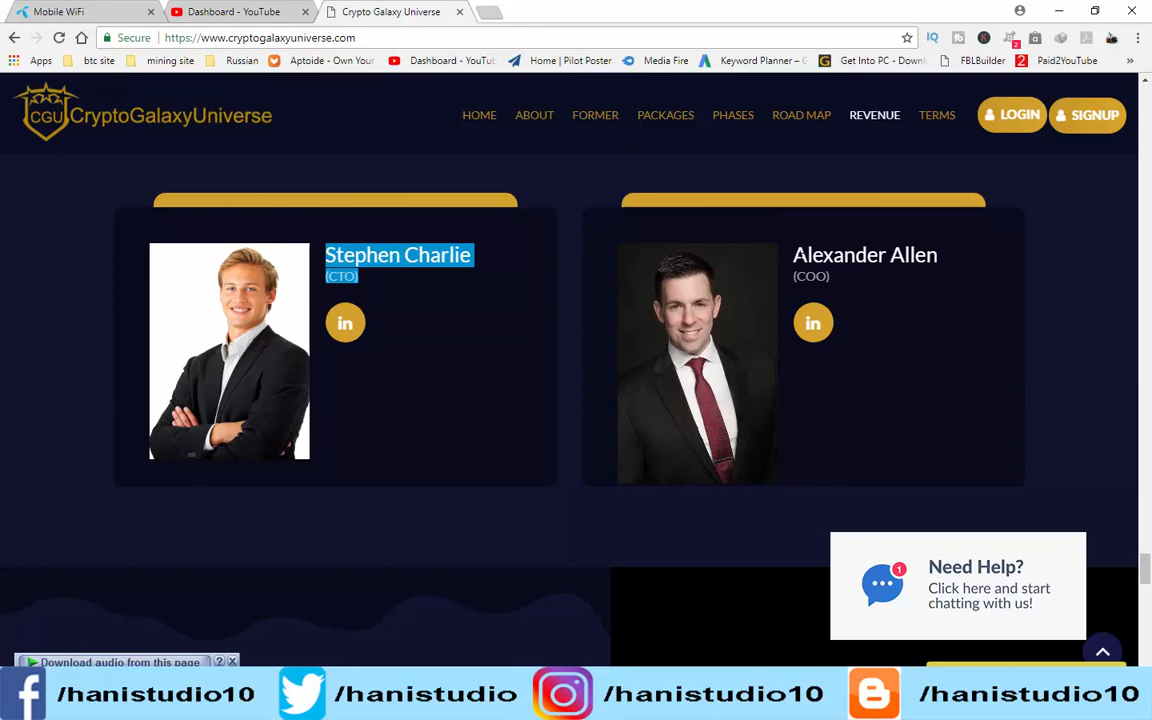 Mobile WiFi
Dashboard - YouTube
Crypto Galaxy Universe
Secure
https://www.cryptogalaxyuniverse.com
Apps
btc site
mining site
Russian
Aptoide - Own Your
Dashboard - YouTub
Home | Pilot Poster
Media Fire
Keyword Planner –
Get Into PC - Downl
FBLBuilder
Paid2YouTube
CGU
CryptoGalaxyUniverse
HOME
ABOUT
FORMER
PACKAGES
PHASES
ROAD MAP
REVENUE
TERMS
LOGIN
SIGNUP
Stephen Charlie
(CTO)
in
Alexander Allen
(COO)
in
1
Need Help?
Click here and start
chatting with us!
Download audio from this page
/hanistudio10
/hanistudio
/hanistudio10
/hanistudio10